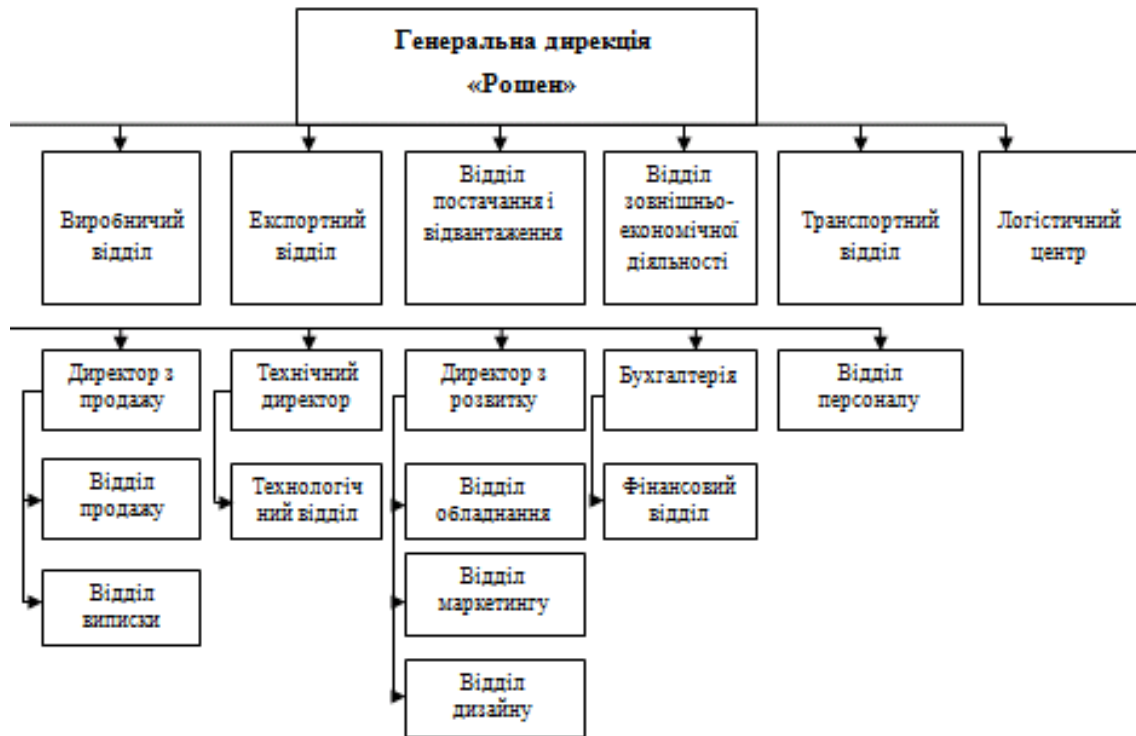 Генеральна дирекція
«Рошен»
Виробничий
відділ
Експортний
відділ
Відділ
постачання і
відвантаження
Відділ
зовнішньо-
економічної
діяльності
Транспортний
відділ
Логістичний
центр
Директор з
продажу
Технічний
директор
Директор з
розвитку
Бухгалтерія
Відділ
персоналу
Відділ
продажу
Технологіч
ний відділ
Відділ
обладнання
Фінансовий
відділ
Відділ
маркетингу
Відділ
виписки
Відділ
дизайну